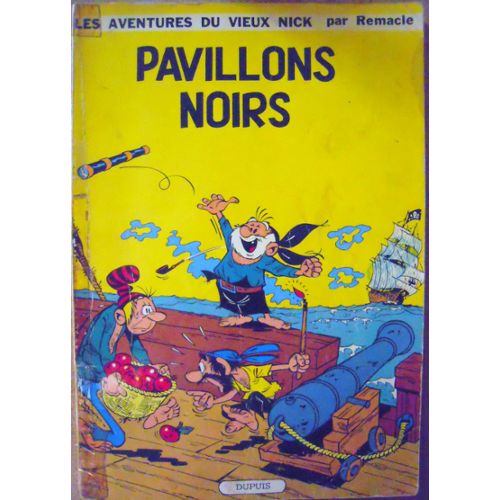 LES AVENTURES DU VIEUX NICK par Remacle
PAVILLONS
NOIRS
DUPUIS